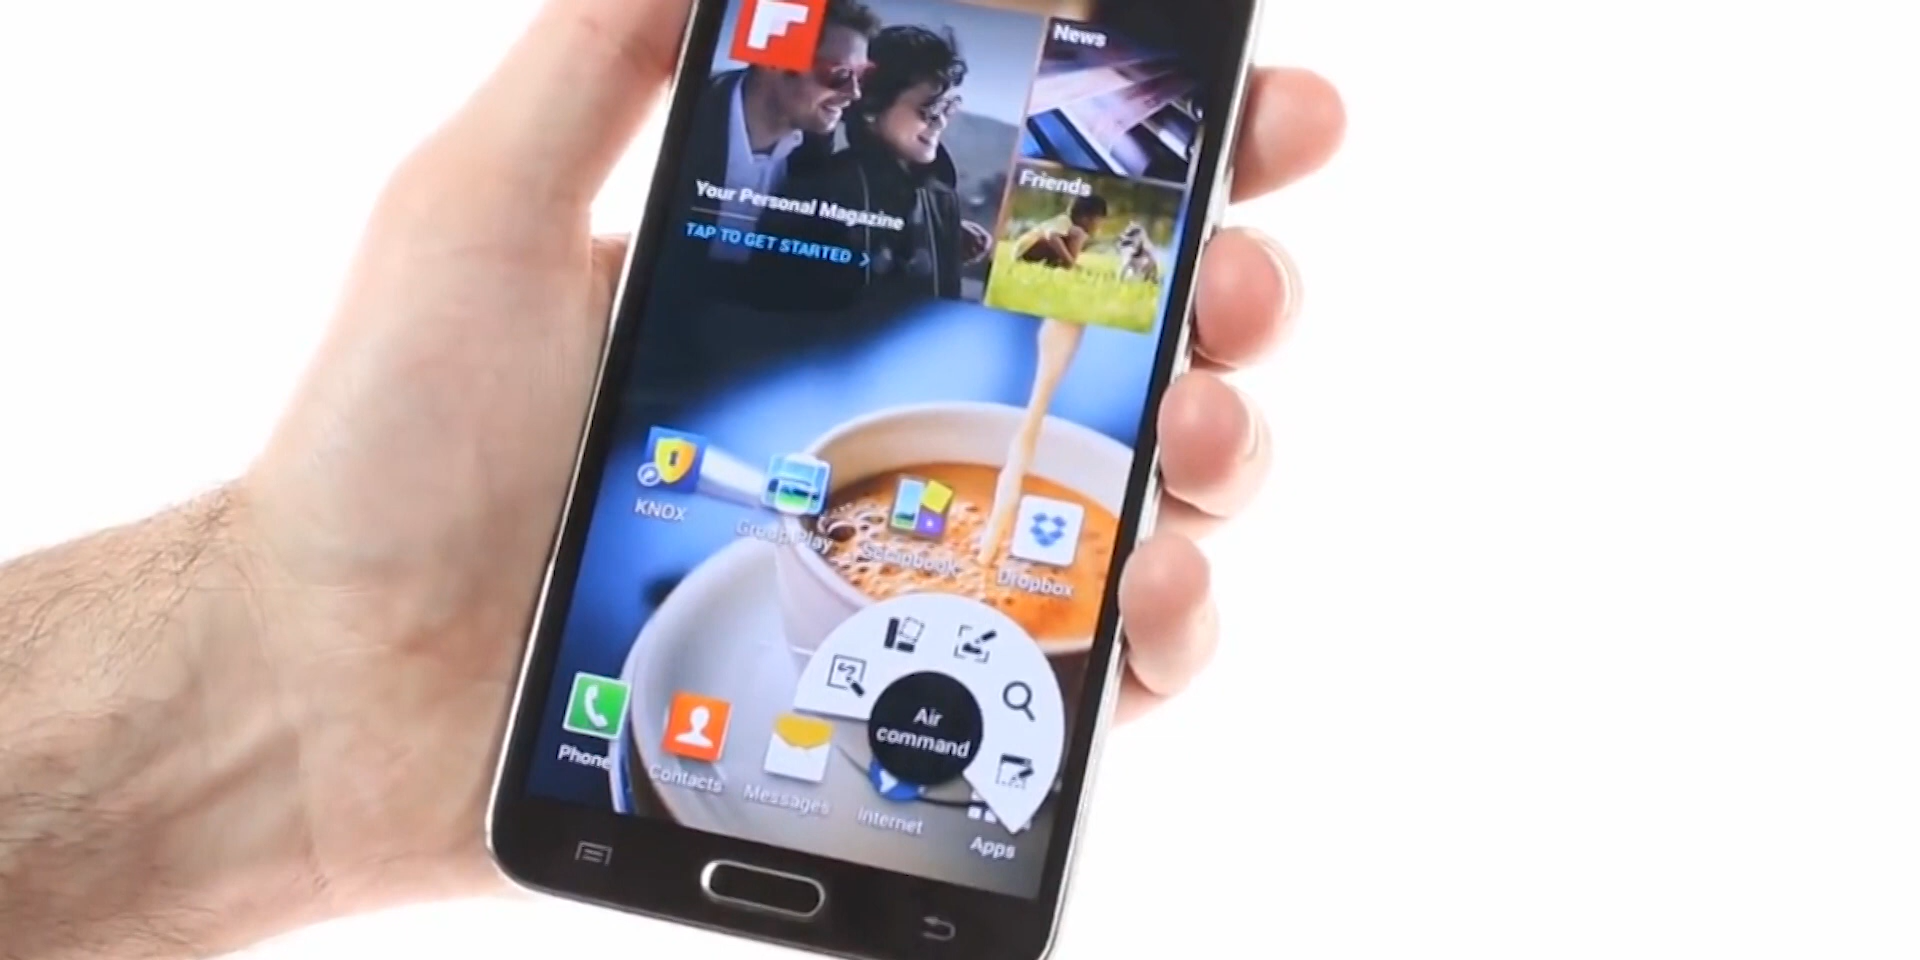 News
Friends
Your Personal Magazine
TAP TO GET STARTED >
KNOX
Group Play
Scrapbook
Dropbox
Air
command
Phone
Contacts
Messages
Internet
Apps